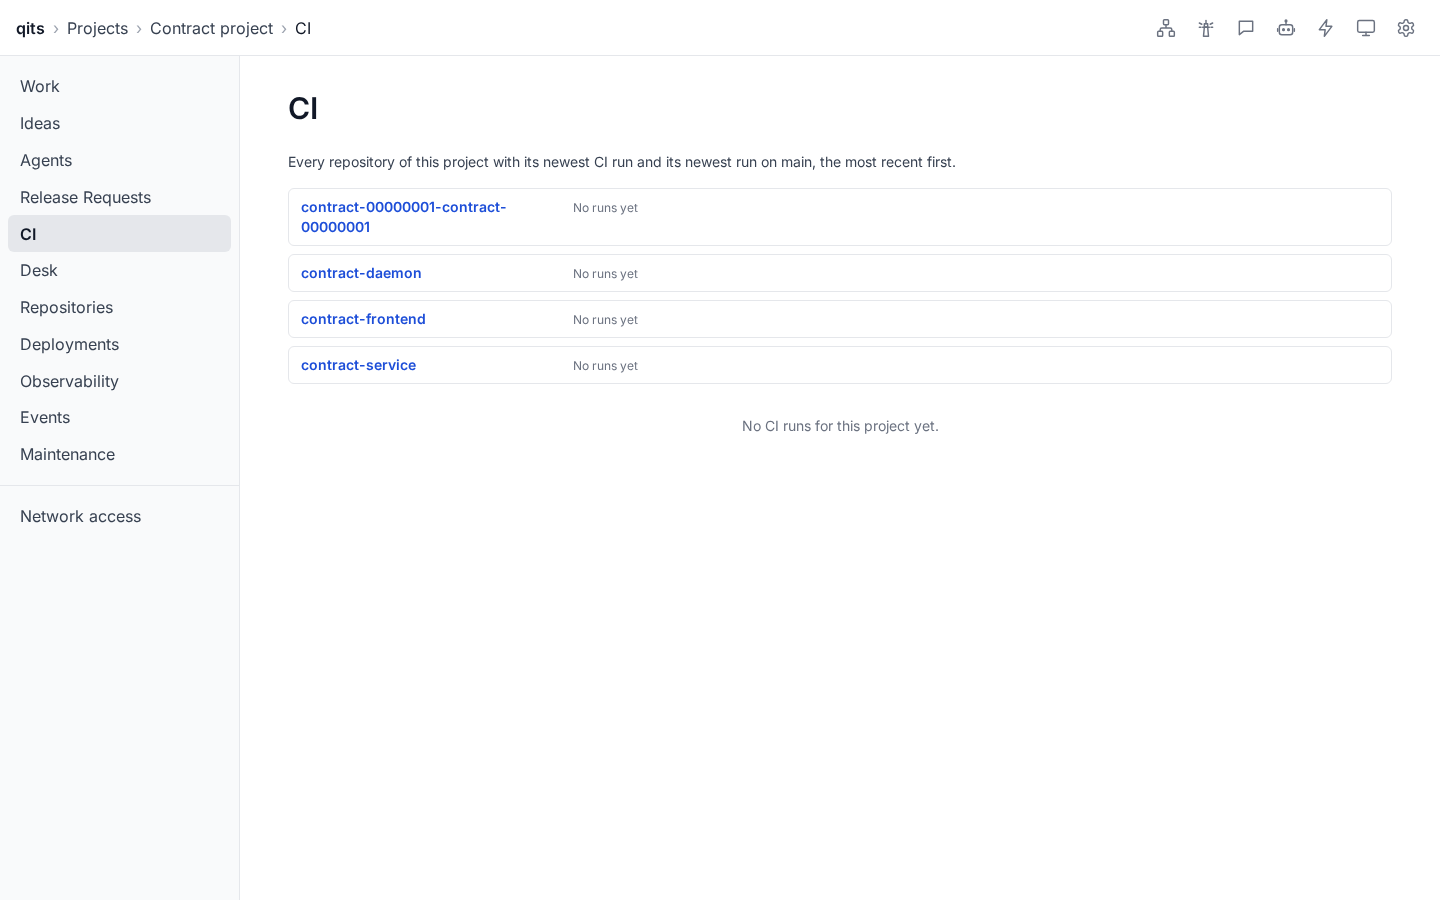 qits › Projects › Contract project › CI
Work
Ideas
Agents
Release Requests
CI
Desk
Repositories
Deployments
Observability
Events
Maintenance
Network access
CI
Every repository of this project with its newest CI run and its newest run on main, the most recent first.
contract-00000001-contract-
00000001
No runs yet
contract-daemon
No runs yet
contract-frontend
No runs yet
contract-service
No runs yet
No CI runs for this project yet.